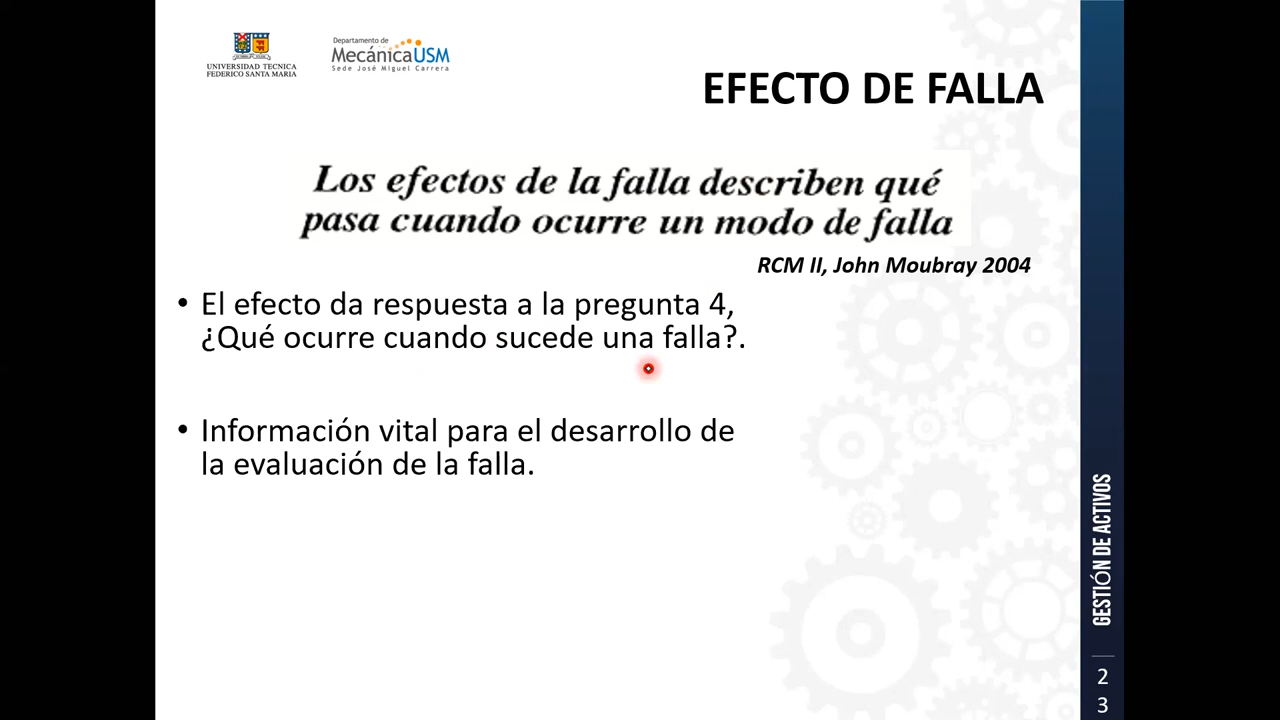 UNIVERSIDAD TECNICA
FEDERICO SANTA MARIA
Departamento de
MecánicaUSM
Sede José Miguel Carrera
EFECTO DE FALLA
Los efectos de la falla describen qué
pasa cuando ocurre un modo de falla
RCM II, John Moubray 2004
• El efecto da respuesta a la pregunta 4,
¿Qué ocurre cuando sucede una falla?.
• Información vital para el desarrollo de
la evaluación de la falla.
GESTIÓN DE ACTIVOS
2
3